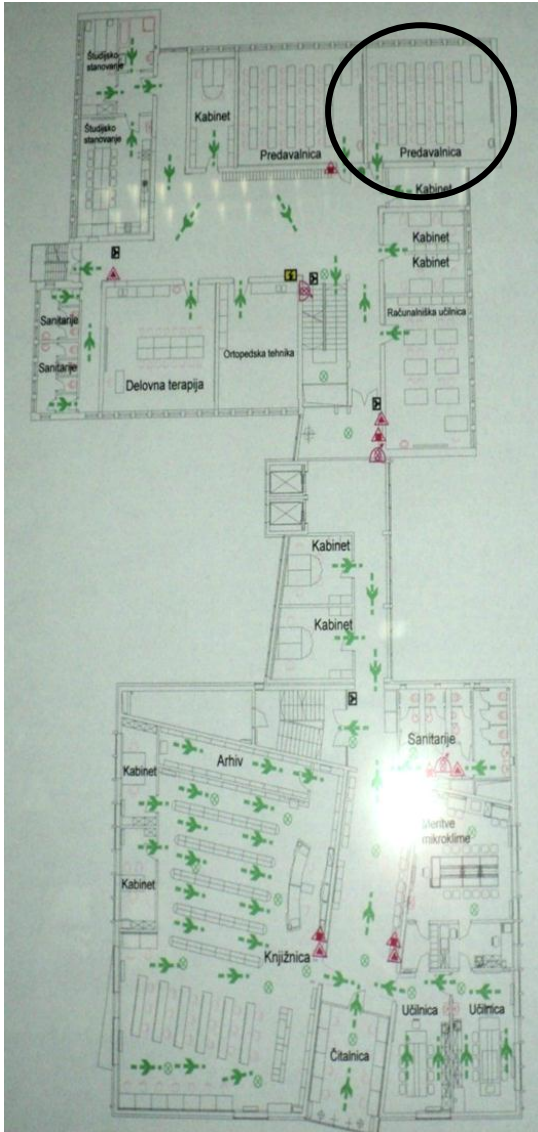 Študijsko
stanovanje
Študijsko
stanovanje
Kabinet
Predavalnica
Predavalnica
Kabinet
Kabinet
Kabinet
Računalniška učilnica
Sanitarije
Sanitarije
Delovna terapija
Ortopedska tehnika
Kabinet
Kabinet
Sanitarije
Arhiv
Kabinet
Meritve
mikroklime
Kabinet
Knjižnica
Učilnica
Učilnica
Čitalnica